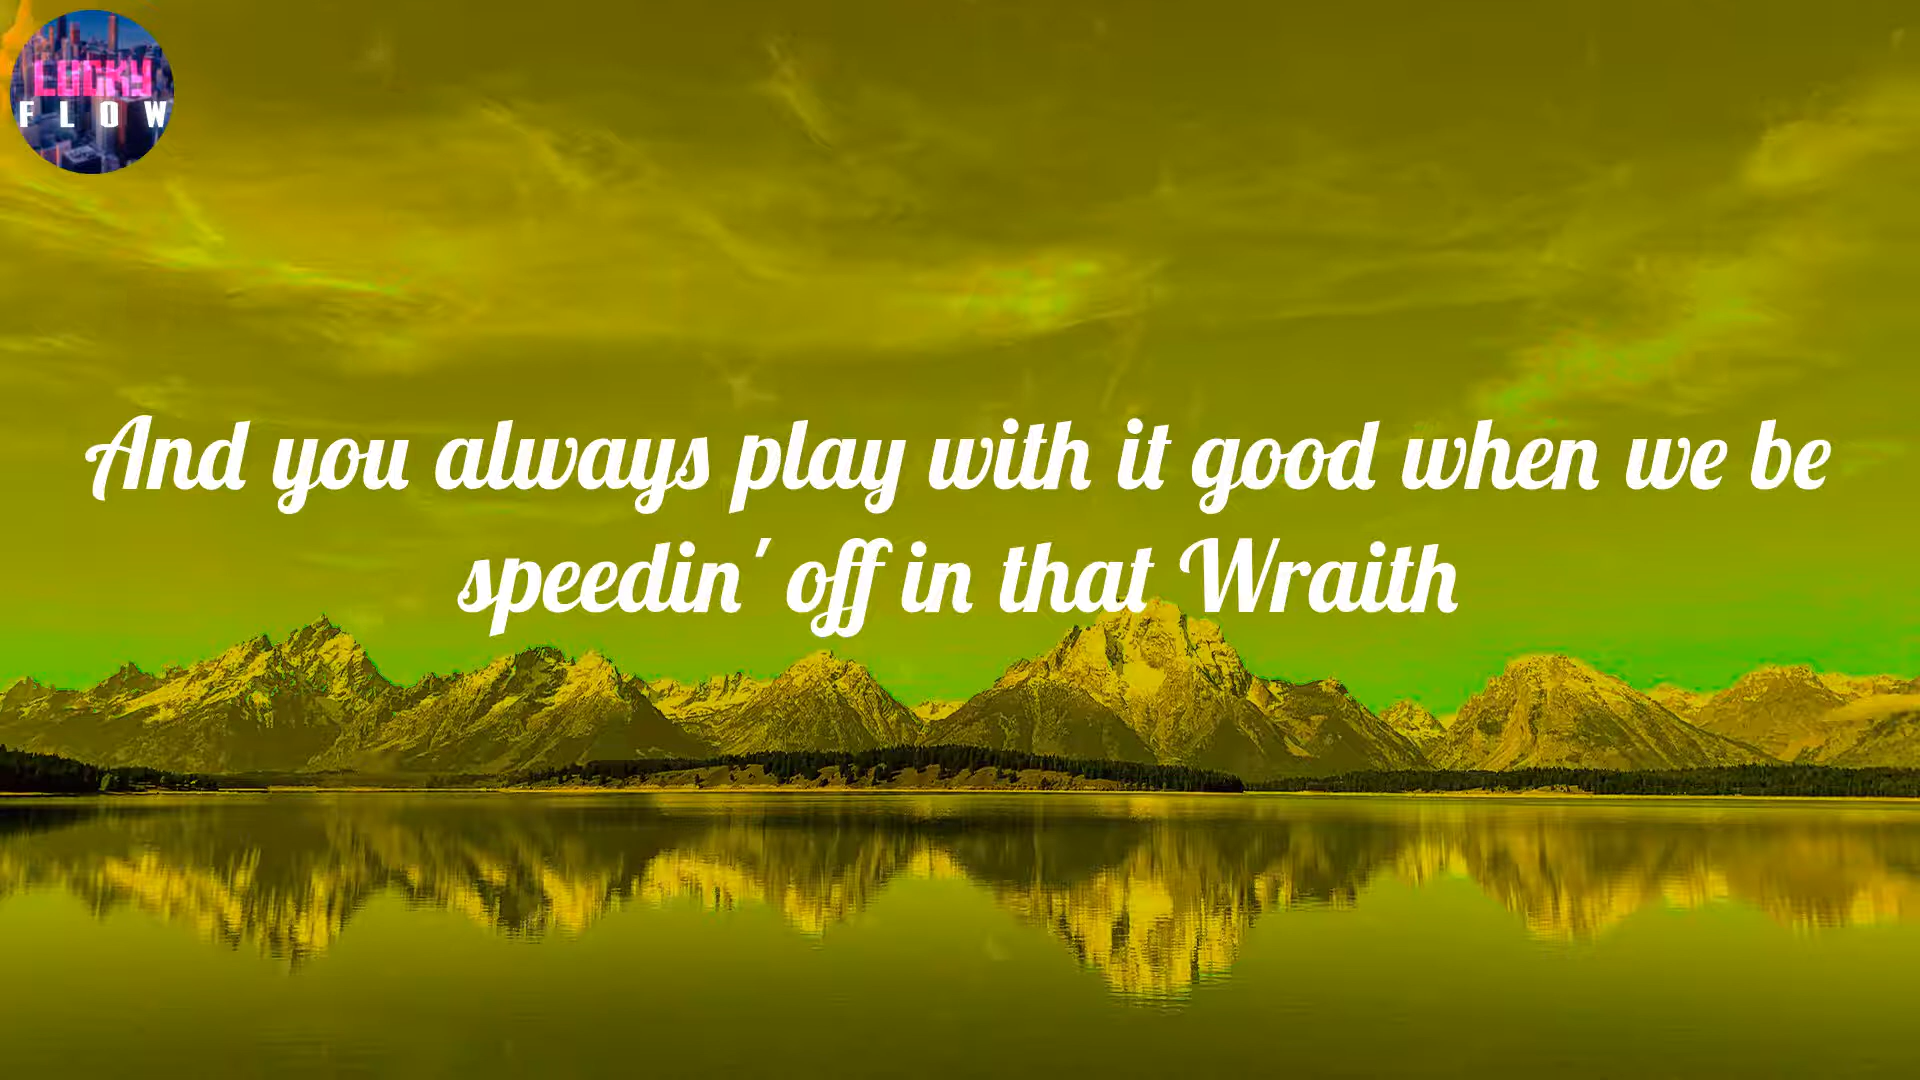 LUCKY
FLOW
And you always play with it good when we be
speedin' off in that Wraith